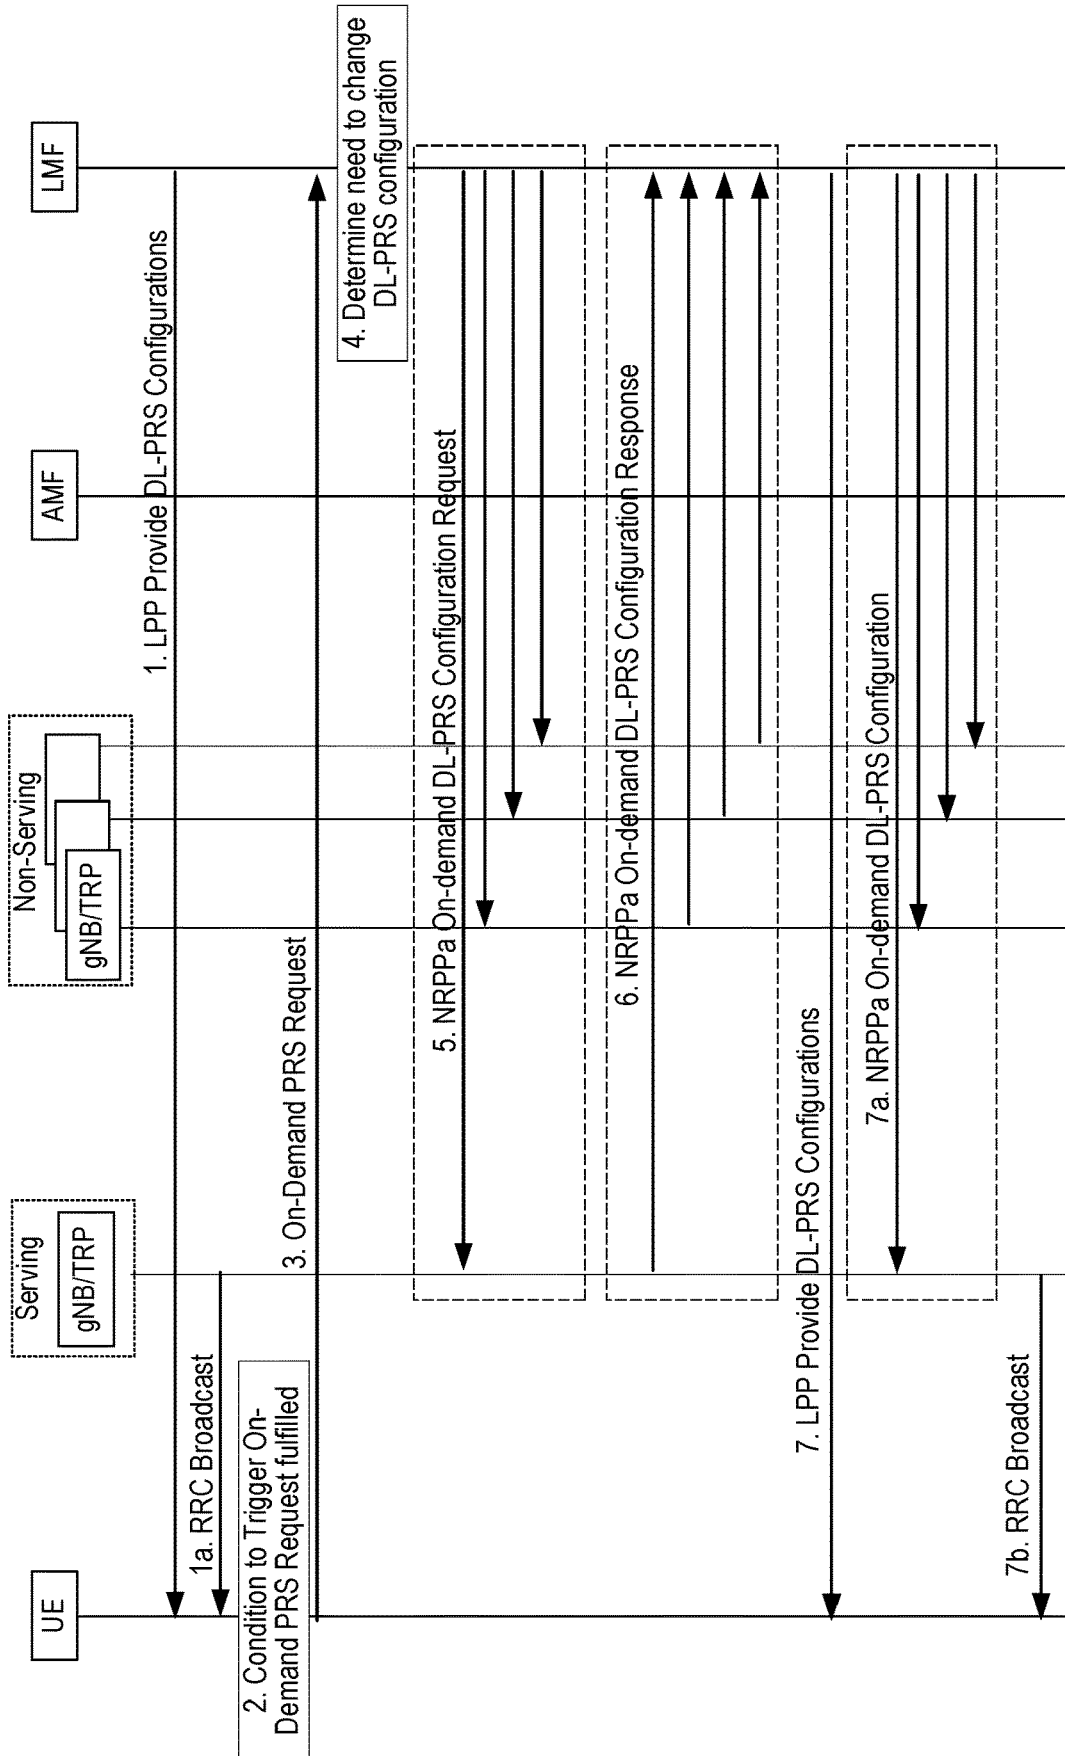 UE
Serving
gNB/TRP
Non-Serving
gNB/TRP
AMF
LMF
1. LPP Provide DL-PRS Configurations
1a. RRC Broadcast
2. Condition to Trigger On-
Demand PRS Request fulfilled
3. On-Demand PRS Request
4. Determine need to change
DL-PRS configuration
5. NRPPa On-demand DL-PRS Configuration Request
6. NRPPa On-demand DL-PRS Configuration Response
7. LPP Provide DL-PRS Configurations
7a. NRPPa On-demand DL-PRS Configuration
7b. RRC Broadcast